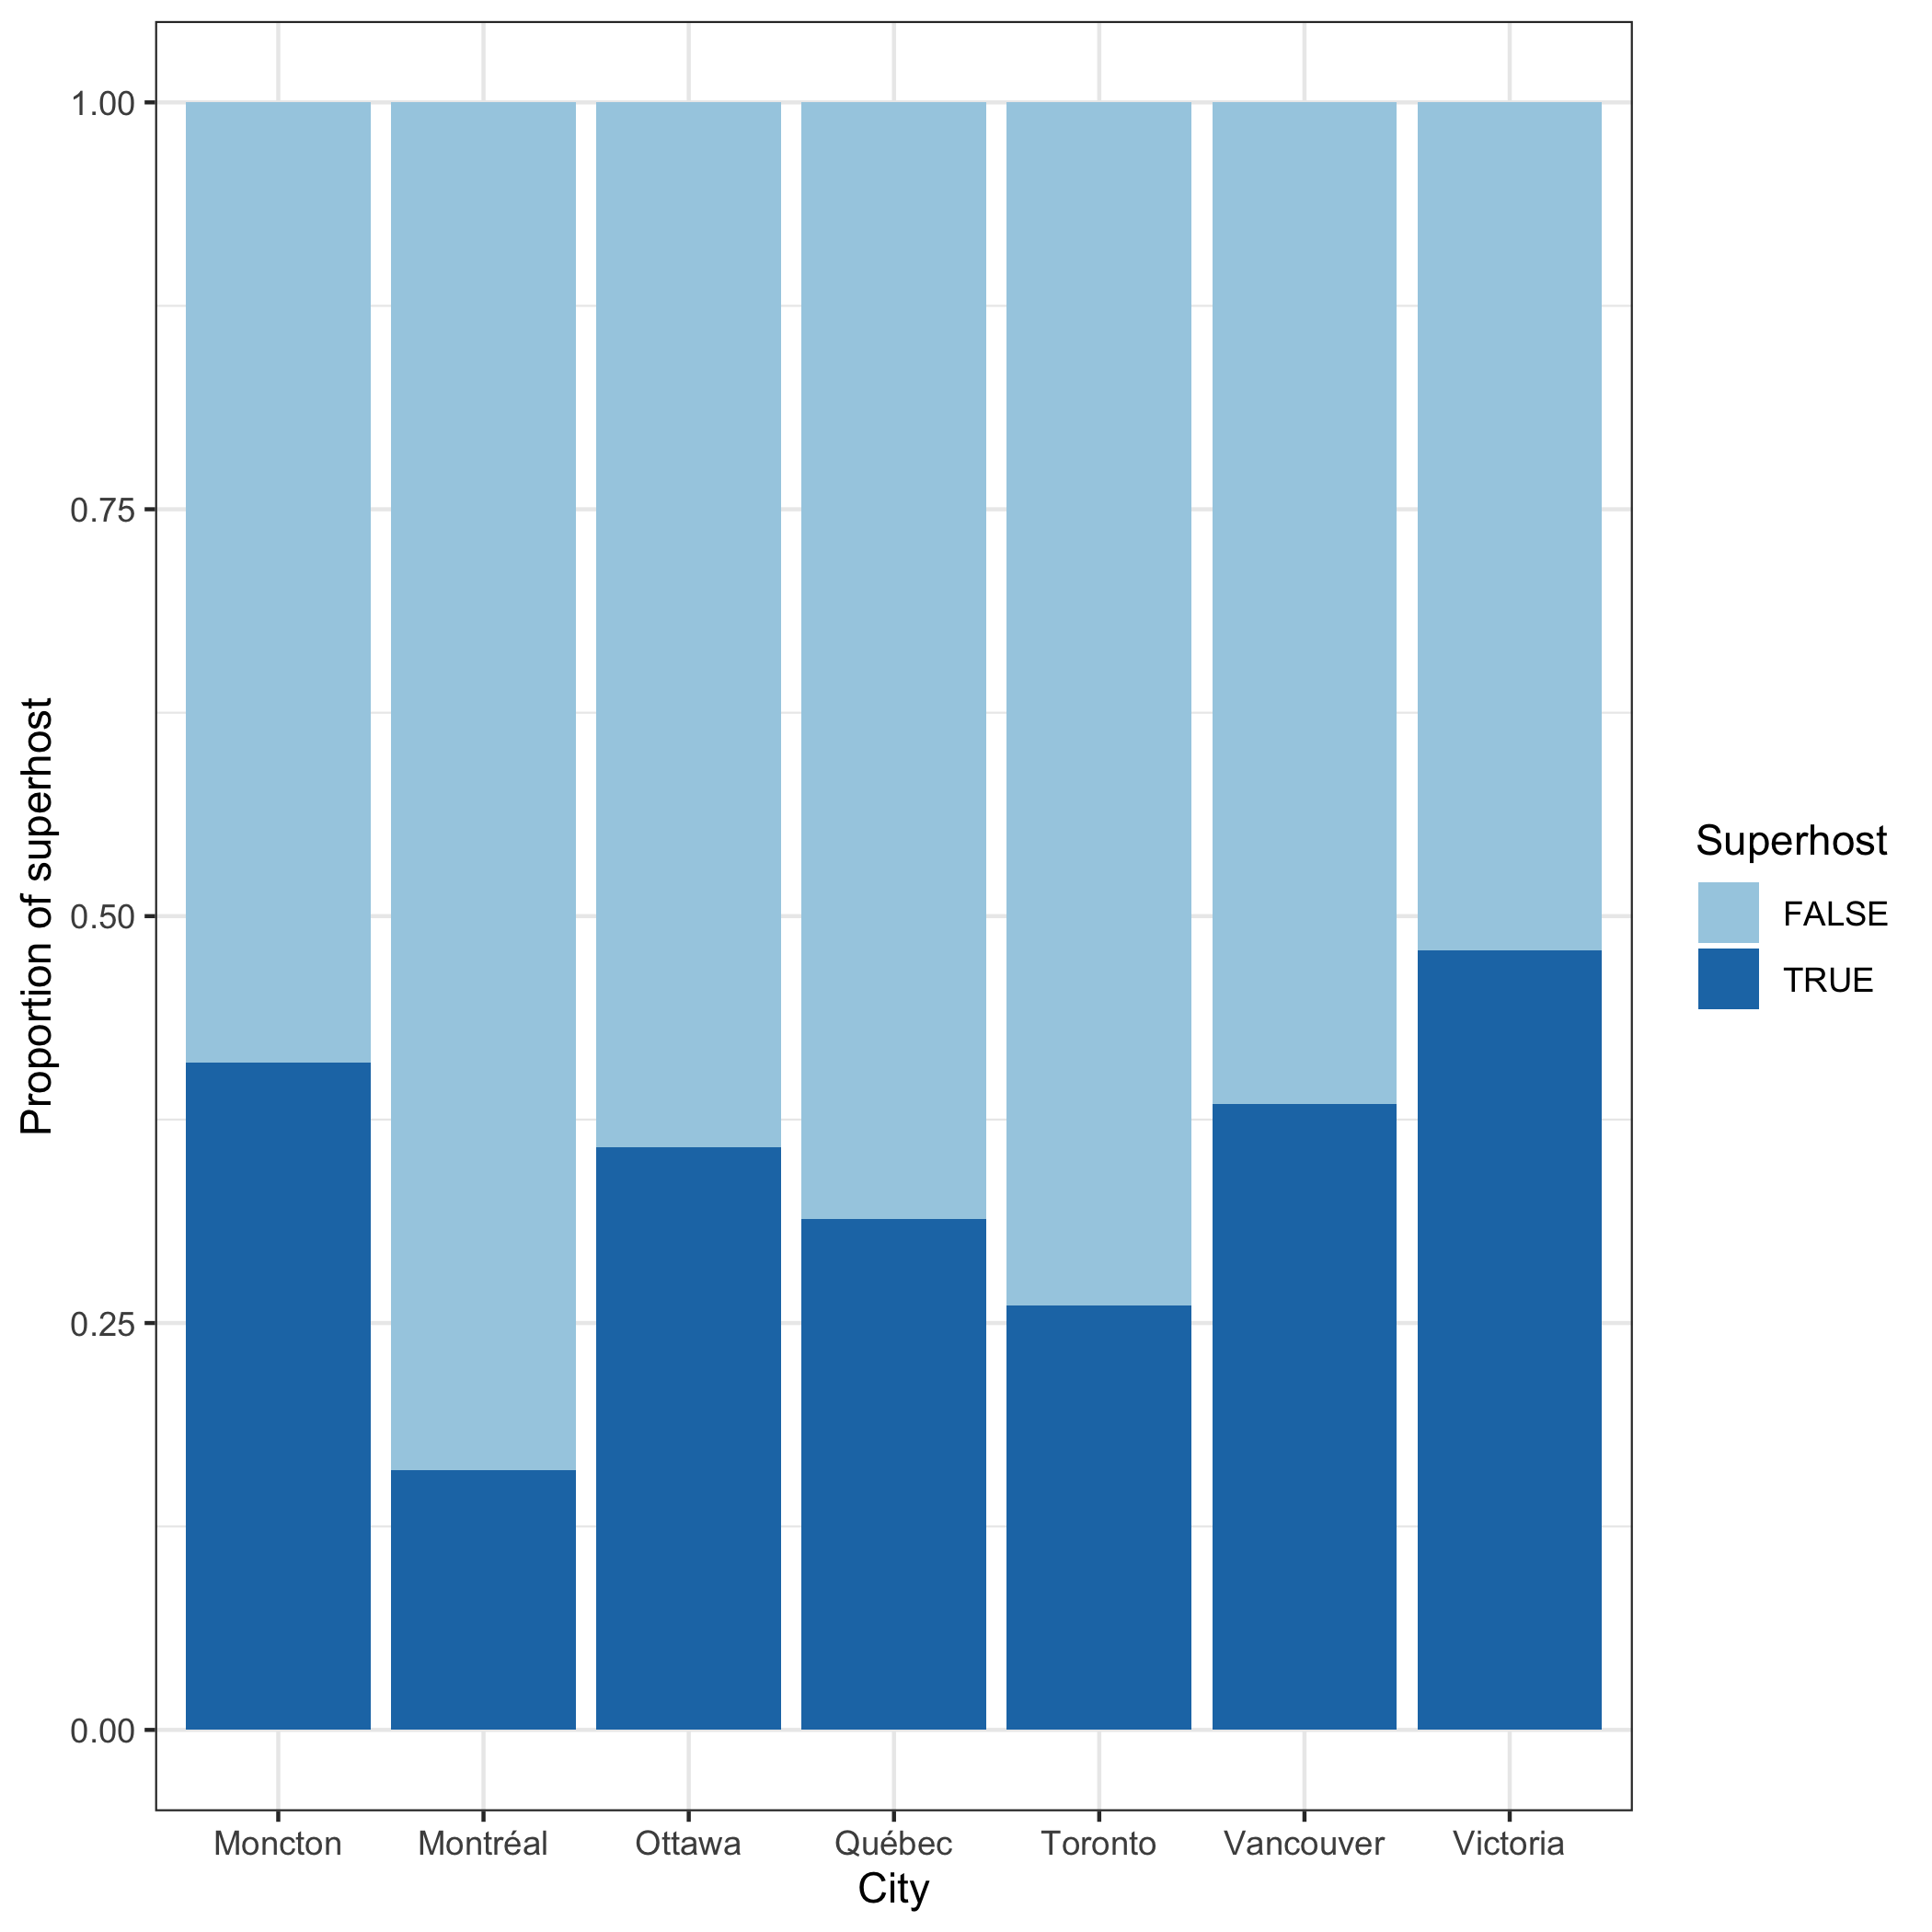 Proportion of superhost
1.00
0.75
0.50
0.25
0.00
Moncton Montréal Ottawa Québec Toronto Vancouver Victoria
City
Superhost
FALSE
TRUE